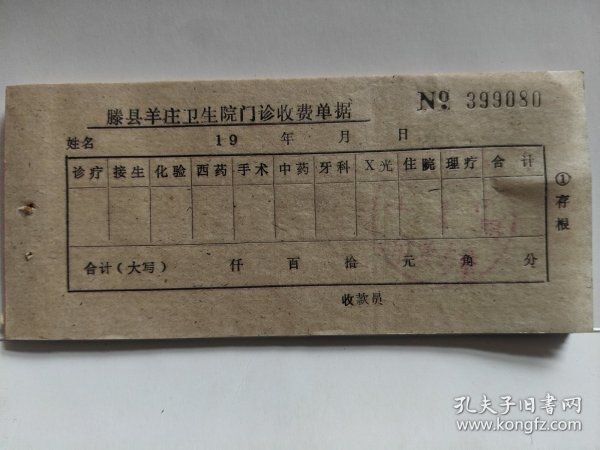 滕县羊庄卫生院门诊收费单据
№ 399080
姓名 19 年 月 日
诊疗 接生 化验 西药 手术 中药 牙科 X光 住院 理疗 合计
合计（大写） 仟 百 拾 元 角 分
收款员
①存根
孔夫子旧书网
www.kongfz.com